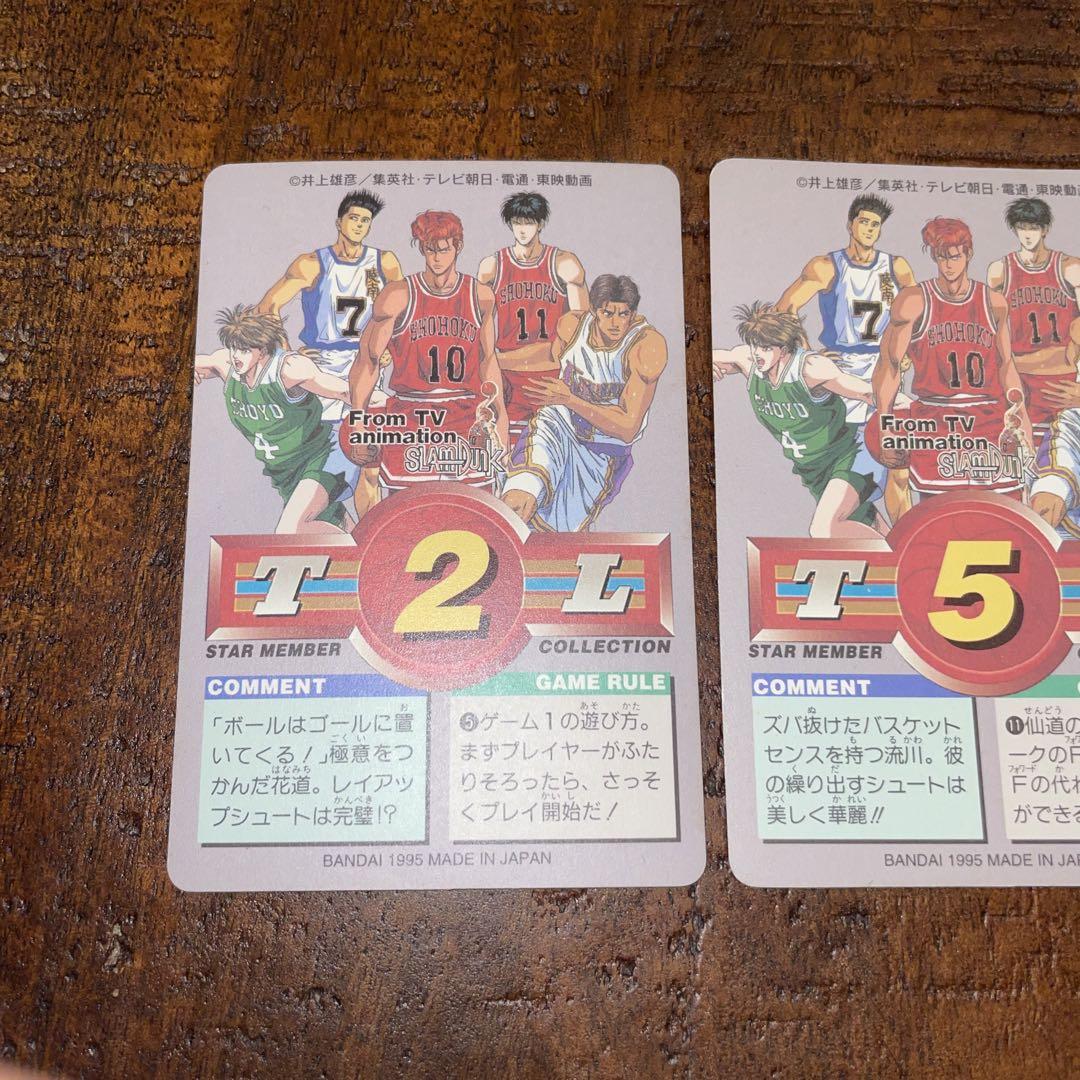 ©井上雄彦／集英社・テレビ朝日・電通・東映動画
陵南
7
SHOHOKU
10
SHOHOKU
11
SHOYO
4
From TV
animation
SLAM DUNK
T 2 L
STAR MEMBER
COLLECTION
COMMENT
「ボールはゴールに置
いてくる！」極意をつ
かんだ花道。レイアッ
プシュートは完璧!?
GAME RULE
❺ゲーム1の遊び方。
まずプレイヤーがふた
りそろったら、さっそ
くプレイ開始だ！
BANDAI 1995 MADE IN JAPAN
©井上雄彦／集英社・テレビ朝日・電通・東映動
7
SHOHOKU
10
SHOHOKU
11
SHOYO
4
From TV
animation
SLAM DUNK
T 5
STAR MEMBER
COMMENT
ズバ抜けたバスケット
センスを持つ流川。彼
の繰り出すシュートは
美しく華麗!!
⓫仙道の
ークのF
Fの代わ
ができる
BANDAI 1995 MADE IN JAP